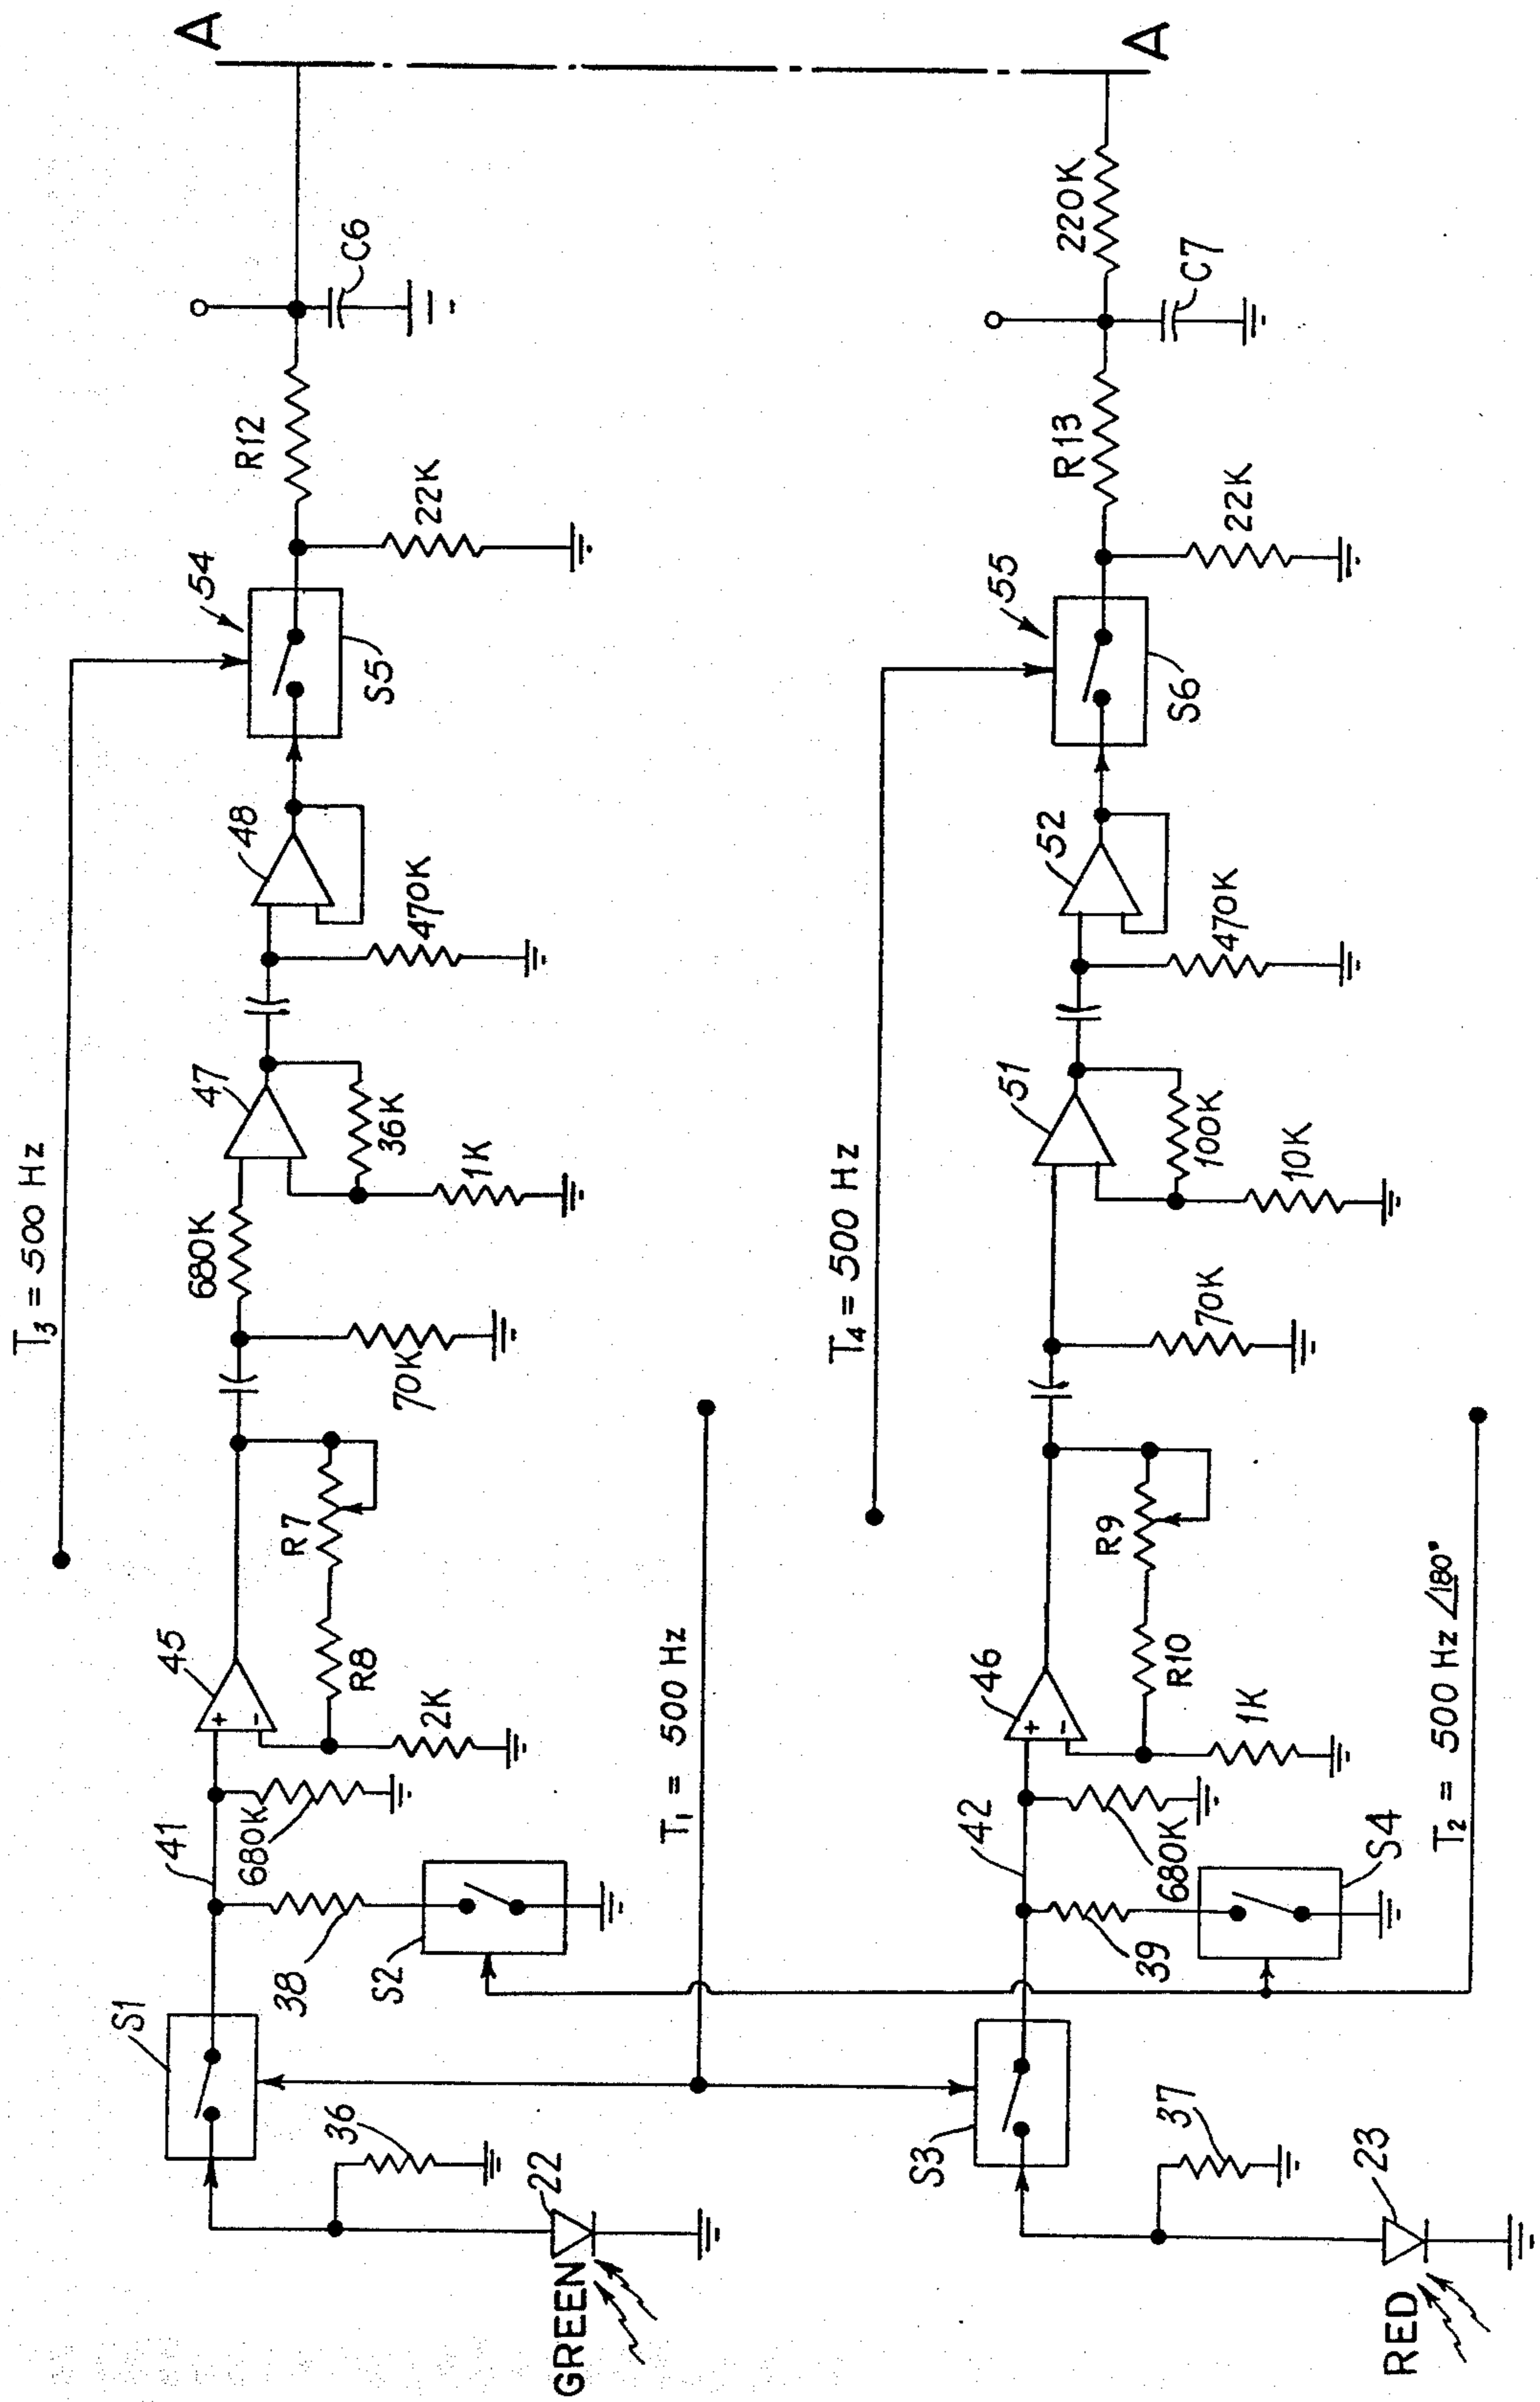 T3 = 500 Hz
A
GREEN
22
36
S1
38
S2
41
680K
45
2K
R8
R7
70K
680K
47
36K
1K
48
470K
54
S5
22K
R12
C6
T1 = 500 Hz
T4 = 500 Hz
A
RED
23
37
S3
39
S4
42
680K
46
1K
R10
R9
70K
51
100K
10K
52
470K
55
S6
22K
R13
C7
220K
T2 = 500 Hz ∠180°
+
-
+
-